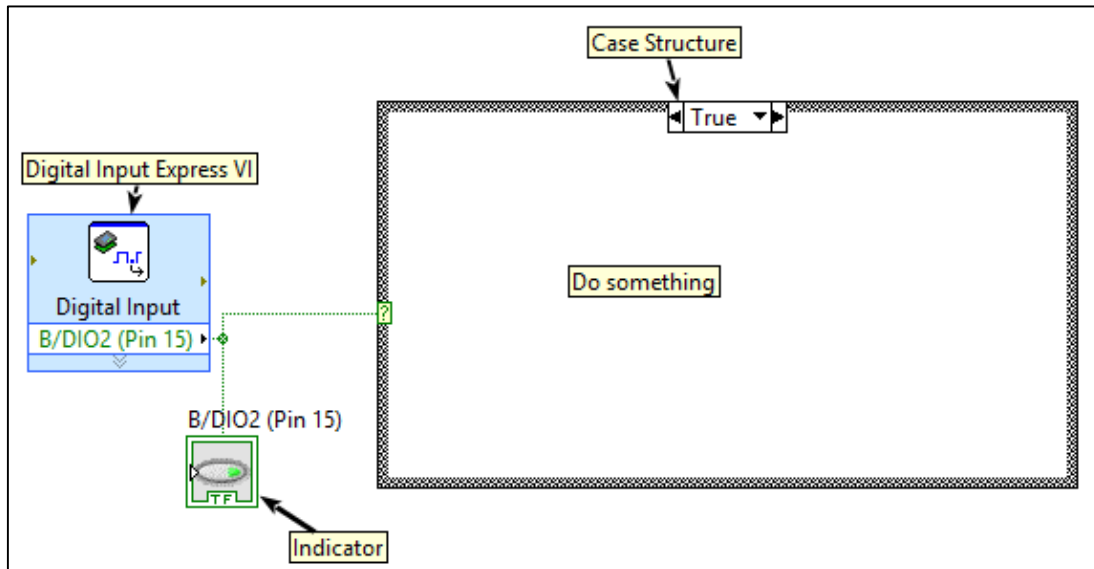 Case Structure
True
Digital Input Express VI
Digital Input
B/DIO2 (Pin 15)
?
Do something
B/DIO2 (Pin 15)
TF
Indicator